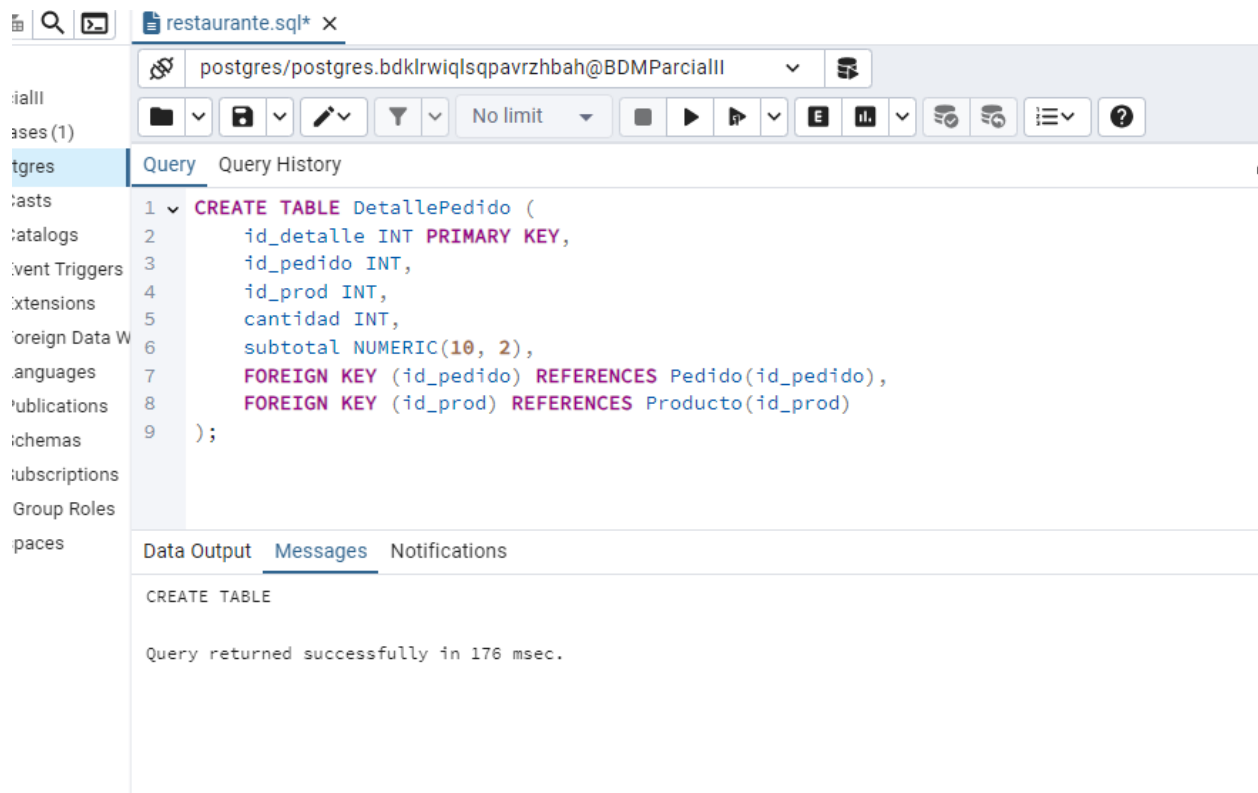 restaurante.sql*
postgres/postgres.bdklrwiqlsqpavrzhbah@BDMParcialII
No limit
E
Query Query History
cialII
ases (1)
tgres
Casts
Catalogs
Event Triggers
Extensions
Foreign Data W
Languages
Publications
Schemas
Subscriptions
Group Roles
spaces
1 CREATE TABLE DetallePedido (
2 id_detalle INT PRIMARY KEY,
3 id_pedido INT,
4 id_prod INT,
5 cantidad INT,
6 subtotal NUMERIC(10, 2),
7 FOREIGN KEY (id_pedido) REFERENCES Pedido(id_pedido),
8 FOREIGN KEY (id_prod) REFERENCES Producto(id_prod)
9 );
Data Output Messages Notifications
CREATE TABLE
Query returned successfully in 176 msec.